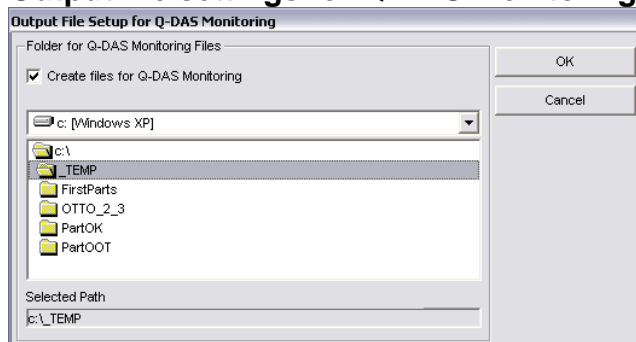 Output File Setup for Q-DAS Monitoring
Folder for Q-DAS Monitoring Files
Create files for Q-DAS Monitoring
OK
Cancel
c: [Windows XP]
c:\
_TEMP
FirstParts
OTTO_2_3
PartOK
PartOOT
Selected Path
c:\_TEMP